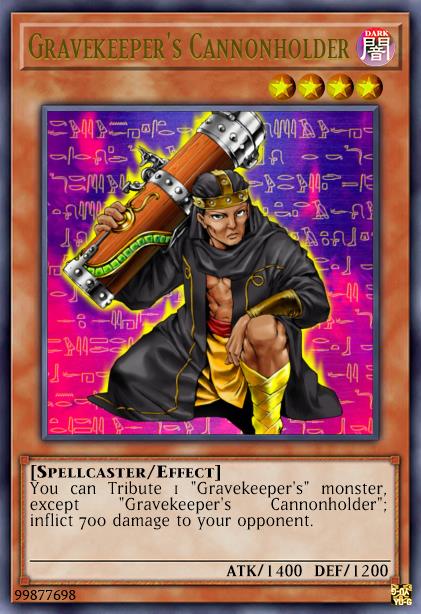 Gravekeeper's Cannonholder
DARK
闇
[Spellcaster/Effect]
You can Tribute 1 "Gravekeeper's" monster,
except "Gravekeeper's Cannonholder";
inflict 700 damage to your opponent.
ATK/1400 DEF/1200
99877698